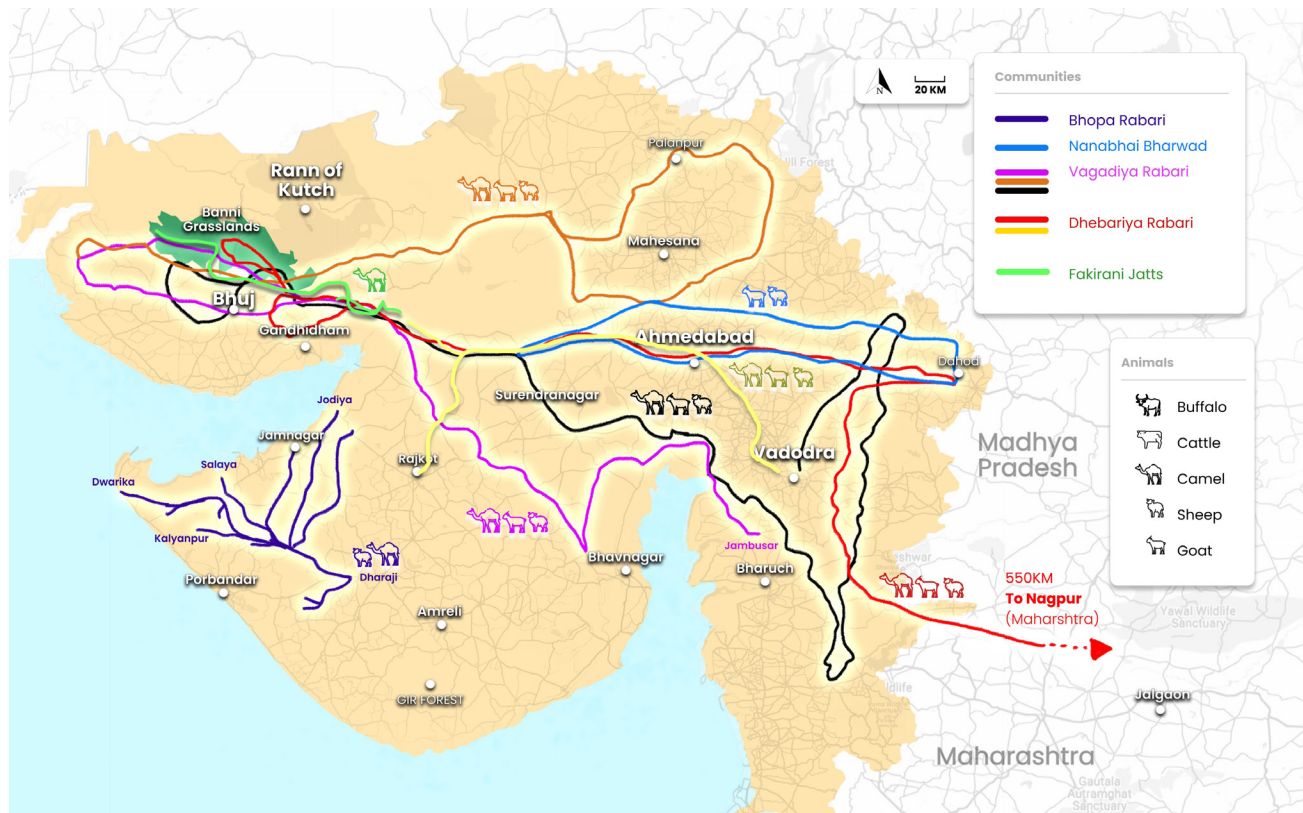 Communities
N
20 KM
Bhopa Rabari
Nanabhai Bharwad
Vagadiya Rabari
Dhebariya Rabari
Fakirani Jatts
Palanpur
Rann of
Kutch
Banni
Grasslands
Mahesana
Bhuj
Gandhidham
Ahmedabad
Dahod
Animals
Buffalo
Cattle
Camel
Sheep
Goat
Surendranagar
Jodiya
Jamnagar
Salaya
Rajkot
Vadodra
Madhya
Pradesh
Dwarika
Kalyanpur
Jambusar
Bhavnagar
Bharuch
Dharaji
Porbandar
Amreli
GIR FOREST
550KM
To Nagpur
(Maharshtra)
Yawal Wildlife
Sanctuary
Jalgaon
Maharashtra
Gautala
Autramghat
Sanctuary